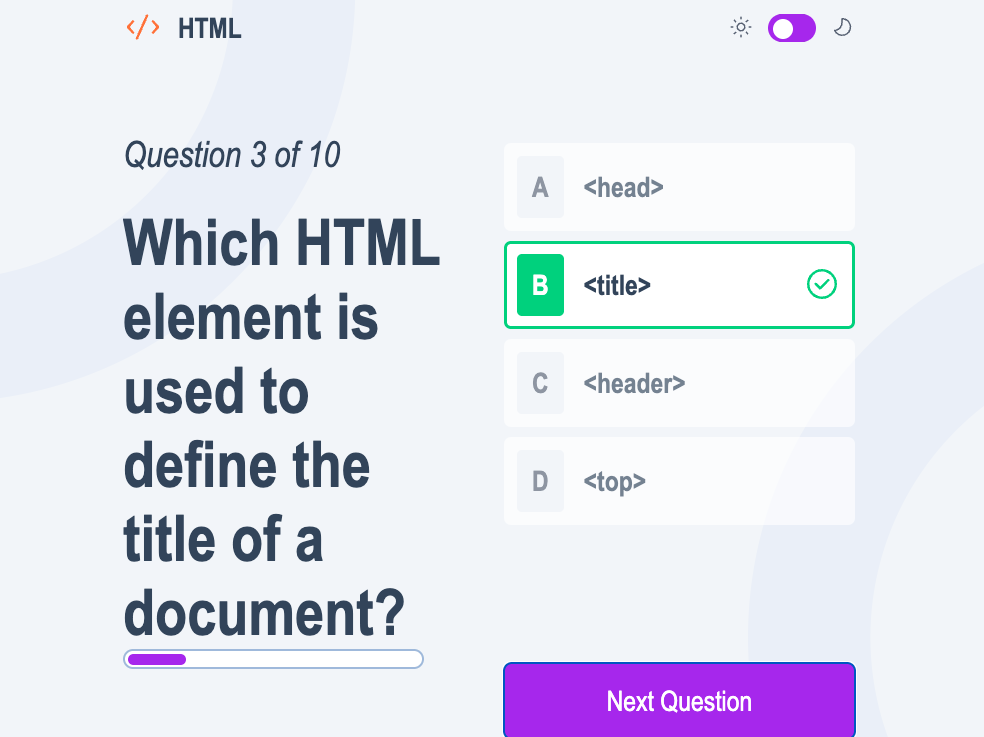 </> HTML
Question 3 of 10
Which HTML
element is
used to
define the
title of a
document?
A <head>
B <title>
C <header>
D <top>
Next Question